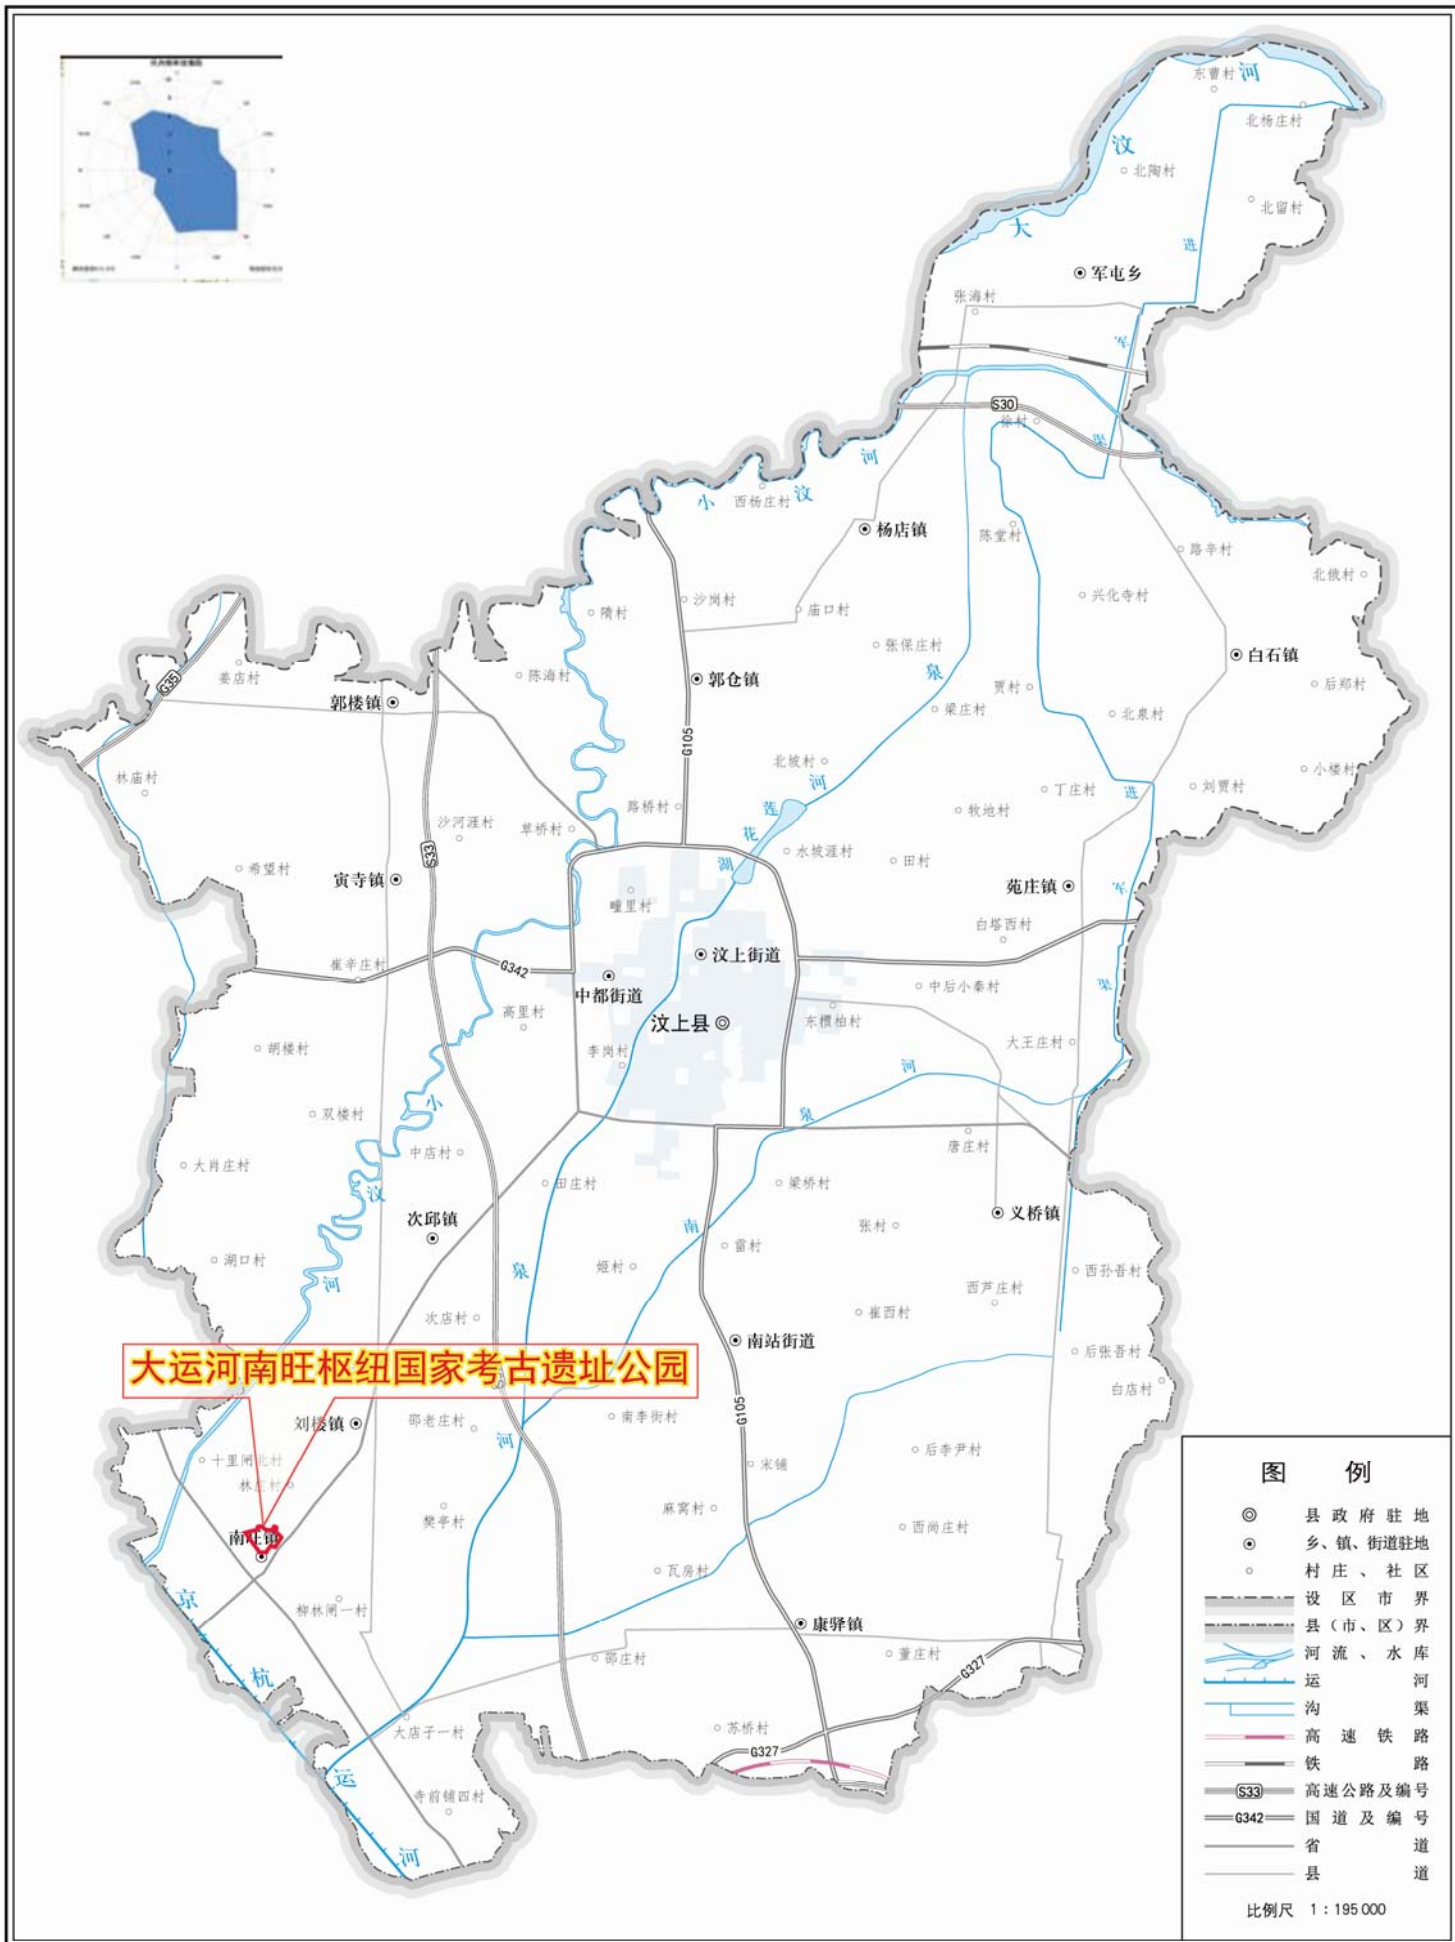 东曹村
河
北杨庄村
汶
北陶村
北留村
大
进
军屯乡
张海村
军
S30
徐村
渠
河
小
西杨庄村
汶
杨店镇
陈堂村
路辛村
北俄村
隋村
沙岗村
庙口村
兴化寺村
张保庄村
白石镇
G35
姜店村
陈海村
郭仓镇
泉
贾村
后郑村
郭楼镇
梁庄村
北泉村
G105
林庙村
北坡村
河
小楼村
路桥村
莲
丁庄村
进
刘贾村
沙河涯村
草桥村
花
牧地村
S33
湖
水坡涯村
田村
希望村
寅寺镇
疃里村
苑庄镇
军
白塔西村
崔辛庄村
G342
汶上街道
中都街道
中后小秦村
渠
高里村
汶上县
东槚柏村
胡楼村
李岗村
大王庄村
河
双楼村
小
泉
唐庄村
大肖庄村
中店村
田庄村
梁桥村
汶
次邱镇
南
张村
义桥镇
湖口村
雷村
河
泉
姬村
西孙吾村
西芦庄村
次店村
崔西村
南站街道
后张吾村
大运河南旺枢纽国家考古遗址公园
白店村
刘楼镇
邵老庄村
南李街村
G105
河
后李尹村
十里闸北村
宋铺
林庄村
麻窝村
樊亭村
西尚庄村
南旺镇
瓦房村
京
柳林闸一村
康驿镇
邵庄村
董庄村
杭
G327
大店子一村
苏桥村
G327
运
寺前铺四村
河
图 例
县政府驻地
乡、镇、街道驻地
村庄、社区
设区市界
县（市、区）界
河流、水库
运河
沟渠
高速铁路
铁路
S33 高速公路及编号
G342 国道及编号
省道
县道
比例尺 1：195 000